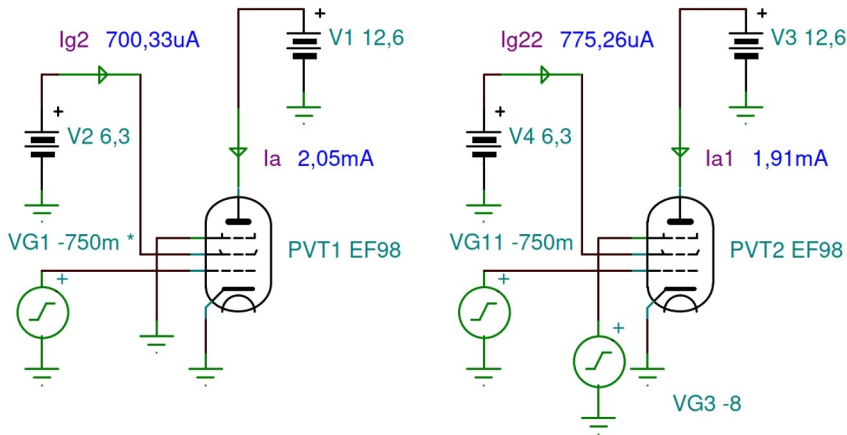 Ig2 700,33uA
V1 12,6
Ig22 775,26uA
V3 12,6
+
+
+
+
V2 6,3
V4 6,3
Ia 2,05mA
Ia1 1,91mA
VG1 -750m *
PVT1 EF98
VG11 -750m
PVT2 EF98
+
+
+
VG3 -8